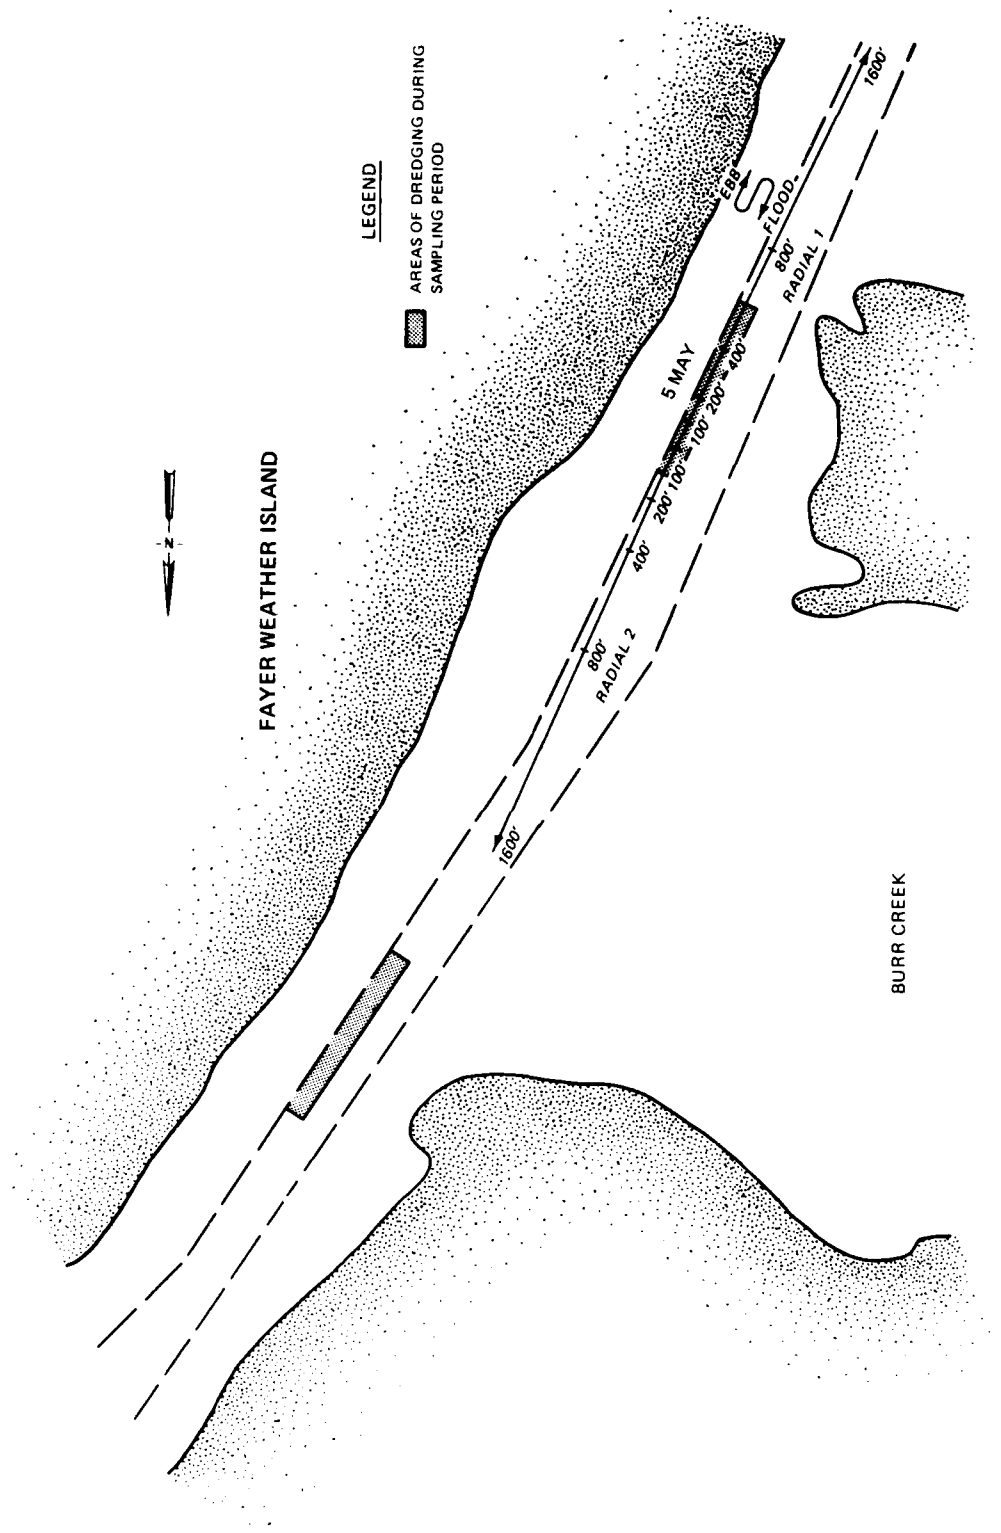 LEGEND
AREAS OF DREDGING DURING
SAMPLING PERIOD
N
FAYER WEATHER ISLAND
EBB
FLOOD
1600'
800'
RADIAL 1
5 MAY
400'
200'
100'
100'
200'
400'
800'
RADIAL 2
1600'
BURR CREEK